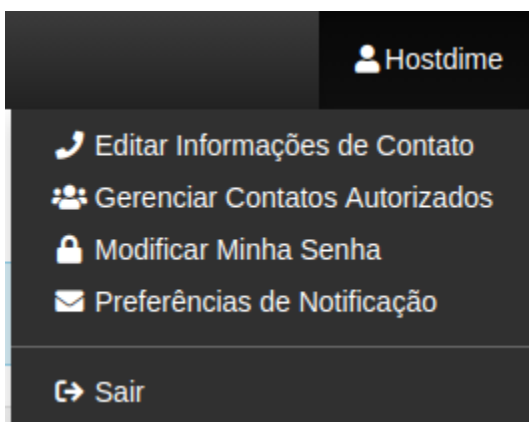 Hostdime
Editar Informações de Contato
Gerenciar Contatos Autorizados
Modificar Minha Senha
Preferências de Notificação
Sair